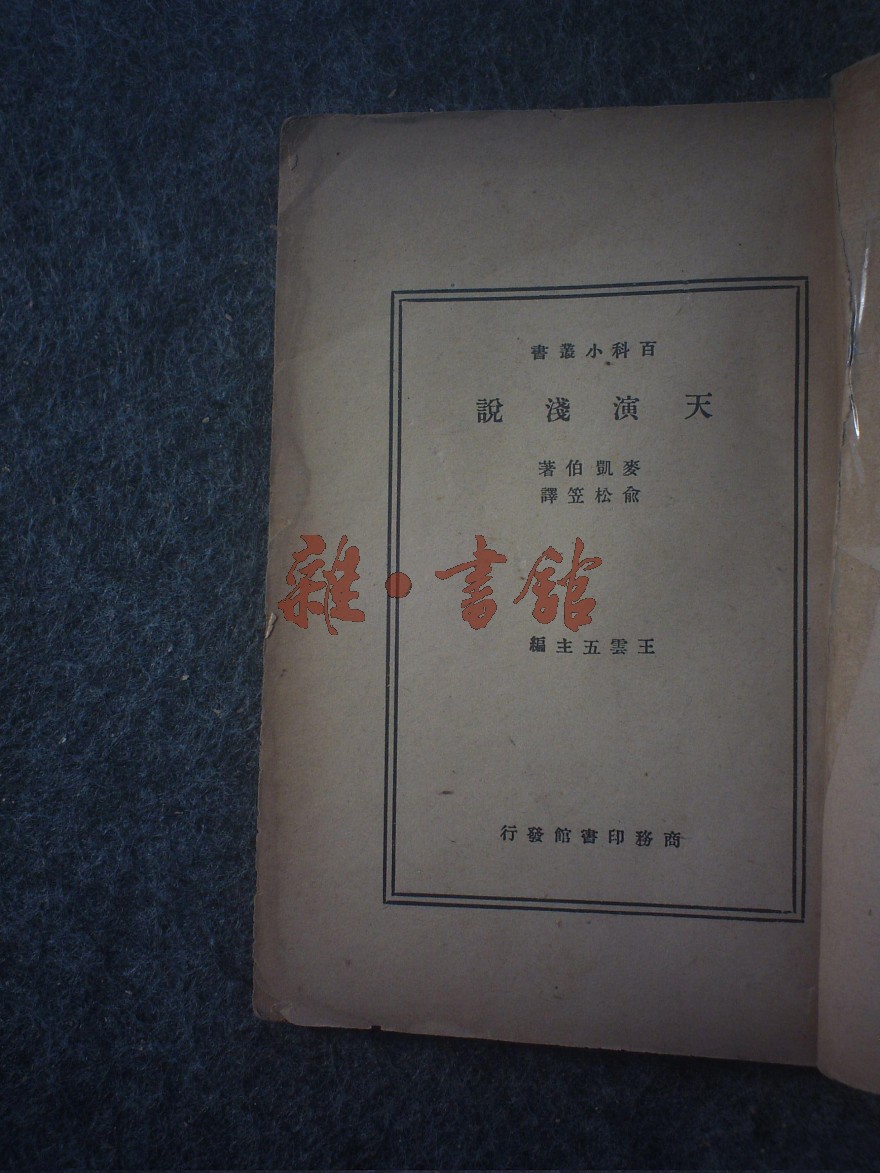 百科小叢書
天演淺說
麥凱伯著
兪松笠譯
雜·書館
王雲五主編
商務印書館發行